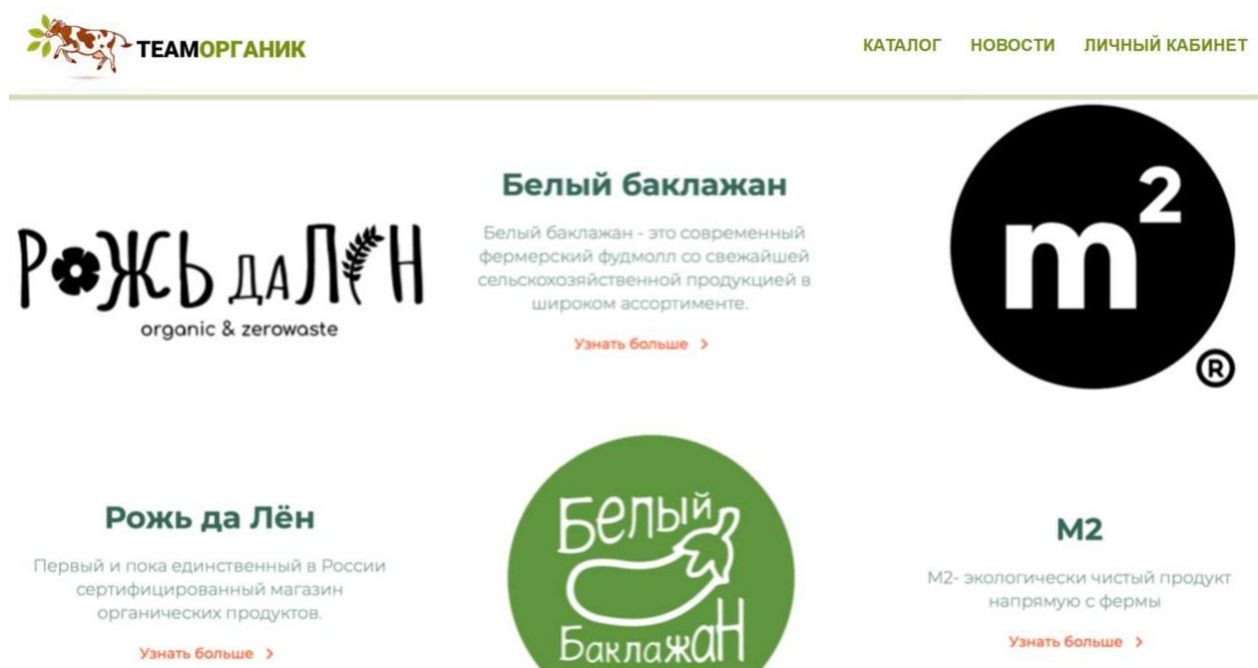 TEAMОРГАНИК
КАТАЛОГ НОВОСТИ ЛИЧНЫЙ КАБИНЕТ
РОЖЬ ДА ЛЁН
organic & zerowaste
Белый баклажан
Белый баклажан - это современный
фермерский фудмолл со свежайшей
сельскохозяйственной продукцией в
широком ассортименте.
Узнать больше >
m²
®
Рожь да Лён
Первый и пока единственный в России
сертифицированный магазин
органических продуктов.
Узнать больше >
Белый
Баклажан
М2
М2- экологически чистый продукт
напрямую с фермы
Узнать больше >